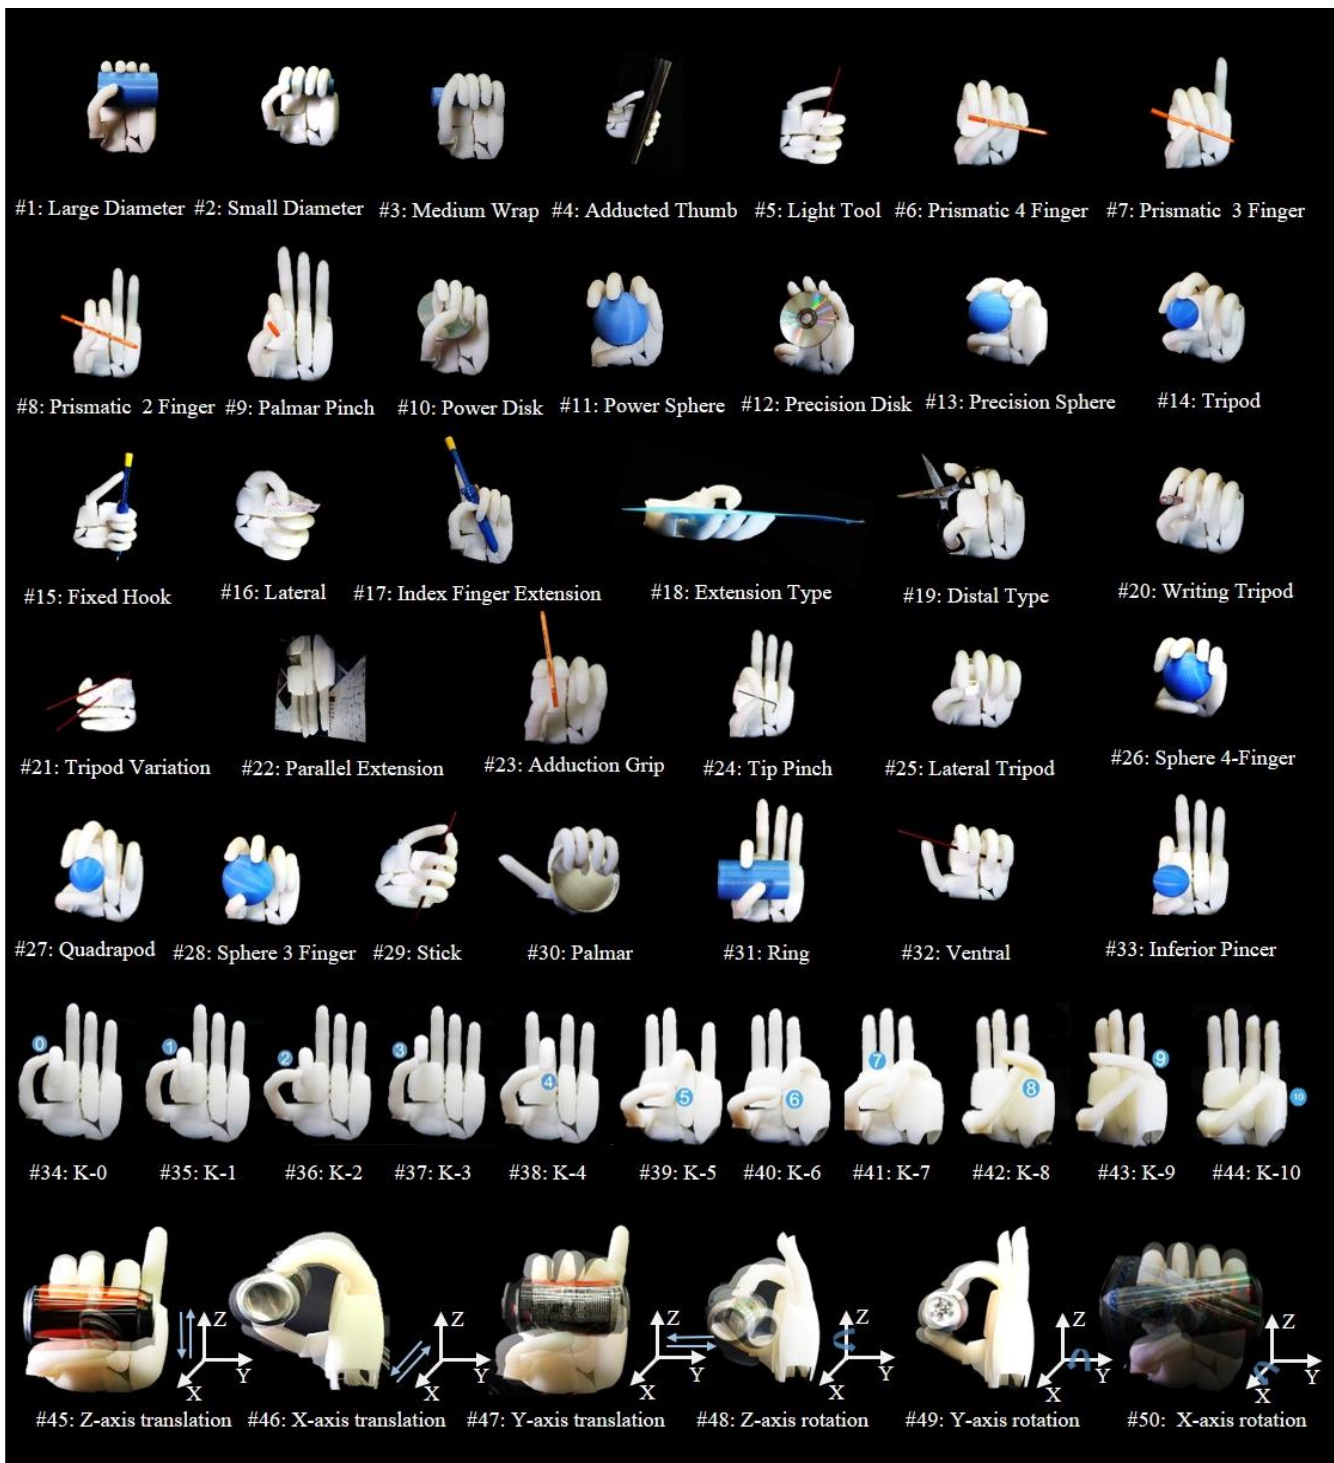 #1: Large Diameter #2: Small Diameter #3: Medium Wrap #4: Adducted Thumb #5: Light Tool #6: Prismatic 4 Finger #7: Prismatic 3 Finger
#8: Prismatic 2 Finger #9: Palmar Pinch #10: Power Disk #11: Power Sphere #12: Precision Disk #13: Precision Sphere #14: Tripod
#15: Fixed Hook #16: Lateral #17: Index Finger Extension #18: Extension Type #19: Distal Type #20: Writing Tripod
#21: Tripod Variation #22: Parallel Extension #23: Adduction Grip #24: Tip Pinch #25: Lateral Tripod #26: Sphere 4-Finger
#27: Quadrapod #28: Sphere 3 Finger #29: Stick #30: Palmar #31: Ring #32: Ventral #33: Inferior Pincer
0 1 2 3 4 5 6 7 8 9 10
#34: K-0 #35: K-1 #36: K-2 #37: K-3 #38: K-4 #39: K-5 #40: K-6 #41: K-7 #42: K-8 #43: K-9 #44: K-10
Z Z Z Z Z Z
Y Y Y Y Y Y
X X X X X X
#45: Z-axis translation #46: X-axis translation #47: Y-axis translation #48: Z-axis rotation #49: Y-axis rotation #50: X-axis rotation